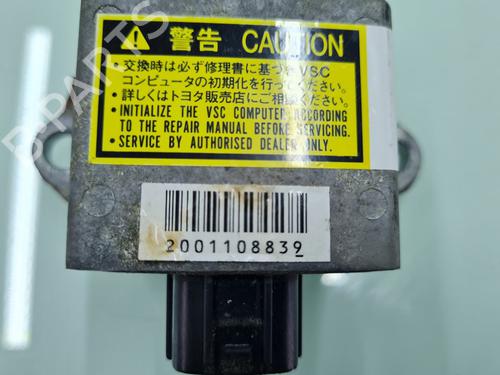 警告 CAUTION
・交換時は必ず修理書に基づきVSC
コンピュータの初期化を行ってください。
・詳しくはトヨタ販売店にご相談ください。
・INITIALIZE THE VSC COMPUTER ACCORDING
TO THE REPAIR MANUAL BEFORE SERVICING.
・SERVICE BY AUTHORISED DEALER ONLY.
2001108839
B-PARTS